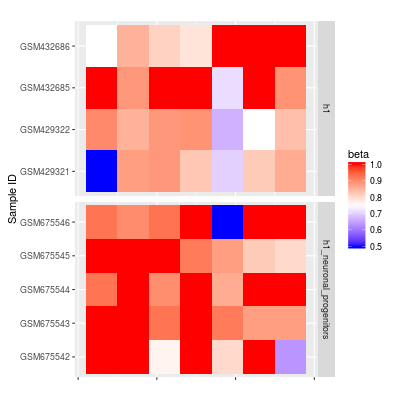 GSM432686
GSM432685
GSM429322
GSM429321
h1
GSM675546
GSM675545
GSM675544
GSM675543
GSM675542
h1_neuronal_progenitors
Sample ID
beta
1.0
0.9
0.8
0.7
0.6
0.5